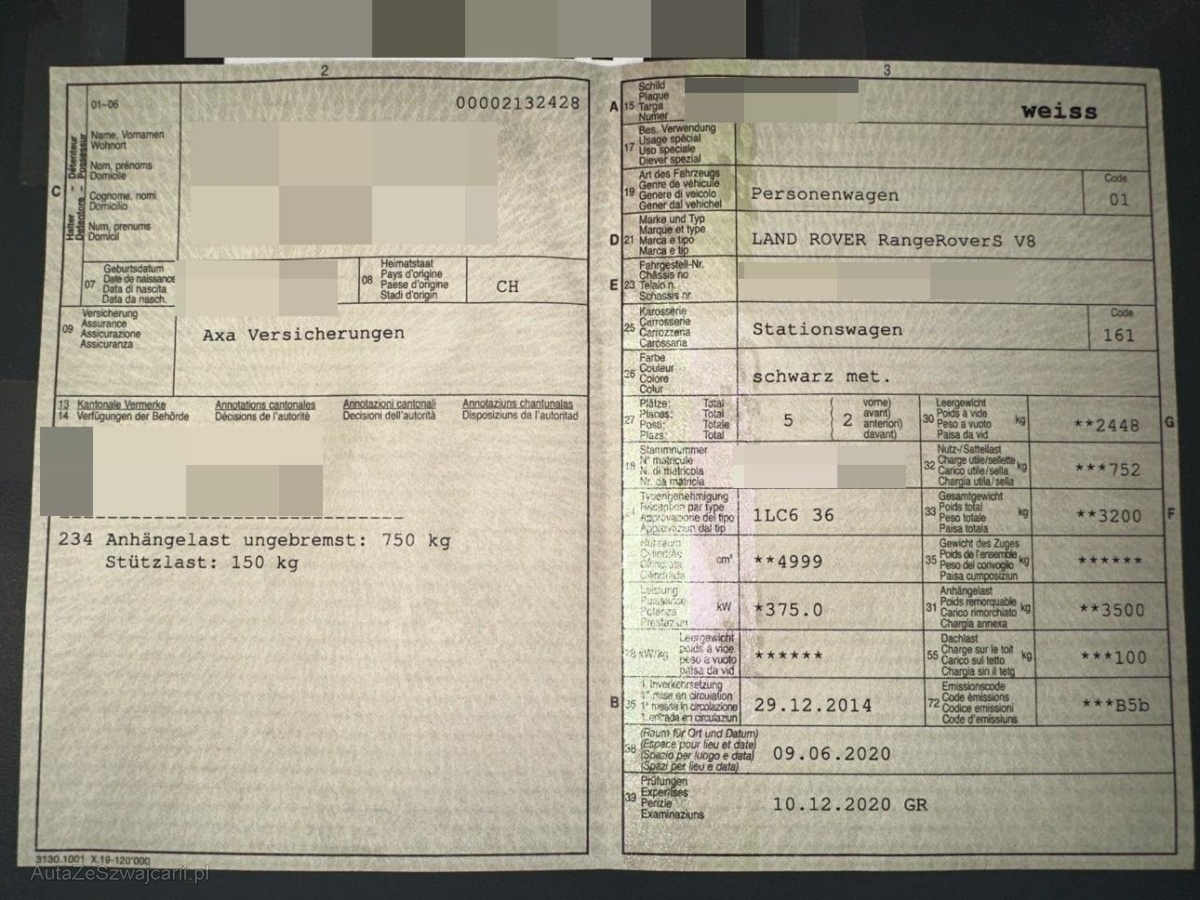 2
01–06
00002132428
C
Halter – Détenteur
Detentore – Possessur
Name, Vornamen
Wohnort
Nom, prénoms
Domicile
Cognome, nomi
Domicilio
Num, prenums
Domicil
07
Geburtsdatum
Date de naissance
Data di nascita
Data da nasch.
08
Heimatstaat
Pays d'origine
Paese d'origine
Stadi d'origin
CH
09
Versicherung
Assurance
Assicurazione
Assicuranza
Axa Versicherungen
13 Kantonale Vermerke Annotations cantonales Annotazioni cantonali Annotaziuns chantunalas
14 Verfügungen der Behörde Décisions de l'autorité Decisioni dell'autorità Disposiziuns da l'autoritad
234 Anhängelast ungebremst: 750 kg
Stützlast: 150 kg
3130.1001 X.19-120'000
3
A 15
Schild
Plaque
Targa
Numer
weiss
17
Bes. Verwendung
Usage spécial
Uso speciale
Diever spezial
19
Art des Fahrzeugs
Genre de véhicule
Genere di veicolo
Gener dal vehichel
Personenwagen
Code
01
D 21
Marke und Typ
Marque et type
Marca e tipo
Marca e tip
LAND ROVER RangeRoverS V8
E 23
Fahrgestell-Nr.
Châssis no
Telaio n.
Schassis nr
25
Karosserie
Carrosserie
Carrozzeria
Carossaria
Stationswagen
Code
161
26
Farbe
Couleur
Colore
Colur
schwarz met.
27
Plätze: Total
Places: Total
Posti: Totale
Plazs: Total
5
2
vorne)
avant)
anteriori)
davant)
30
Leergewicht
Poids à vide
Peso a vuoto
Paisa da vid
kg
**2448
G
18
Stammnummer
N° matricule
N. di matricola
Nr. da matricla
32
Nutz-/Sattellast
Charge utile/sellette
Carico utile/sella
Chargia utila/sella
kg
***752
Typengenehmigung
Réception par type
Approvazione del tipo
Approvaziun dal tip
1LC6 36
33
Gesamtgewicht
Poids total
Peso totale
Paisa totala
kg
**3200
F
Hubraum
Cylindrée
Cilindrata
Cilindrada
cm³
**4999
35
Gewicht des Zuges
Poids de l'ensemble
Peso del convoglio
Paisa cumposiziun
kg
******
Leistung
Puissance
Potenza
Prestaziun
kW
*375.0
31
Anhängelast
Poids remorquable
Carico rimorchiato
Chargia annexa
kg
**3500
78 kW/kg
Leergewicht
poids à vide
peso a vuoto
paisa da vid
******
55
Dachlast
Charge sur le toit
Carico sul tetto
Chargia sin il tetg
kg
***100
B 36
1. Inverkehrsetzung
1re mise en circulation
1a messa in circolazione
1. entrada en circulaziun
29.12.2014
72
Emissionscode
Code émissions
Codice emissioni
Code d'emissiuns
***B5b
38
(Raum für Ort und Datum)
(Espace pour lieu et date)
(Spazio per luogo e data)
(Spazi per lieu e data)
09.06.2020
39
Prüfungen
Expertises
Perizie
Examinaziuns
10.12.2020 GR
AutaZeSzwajcarii.pl